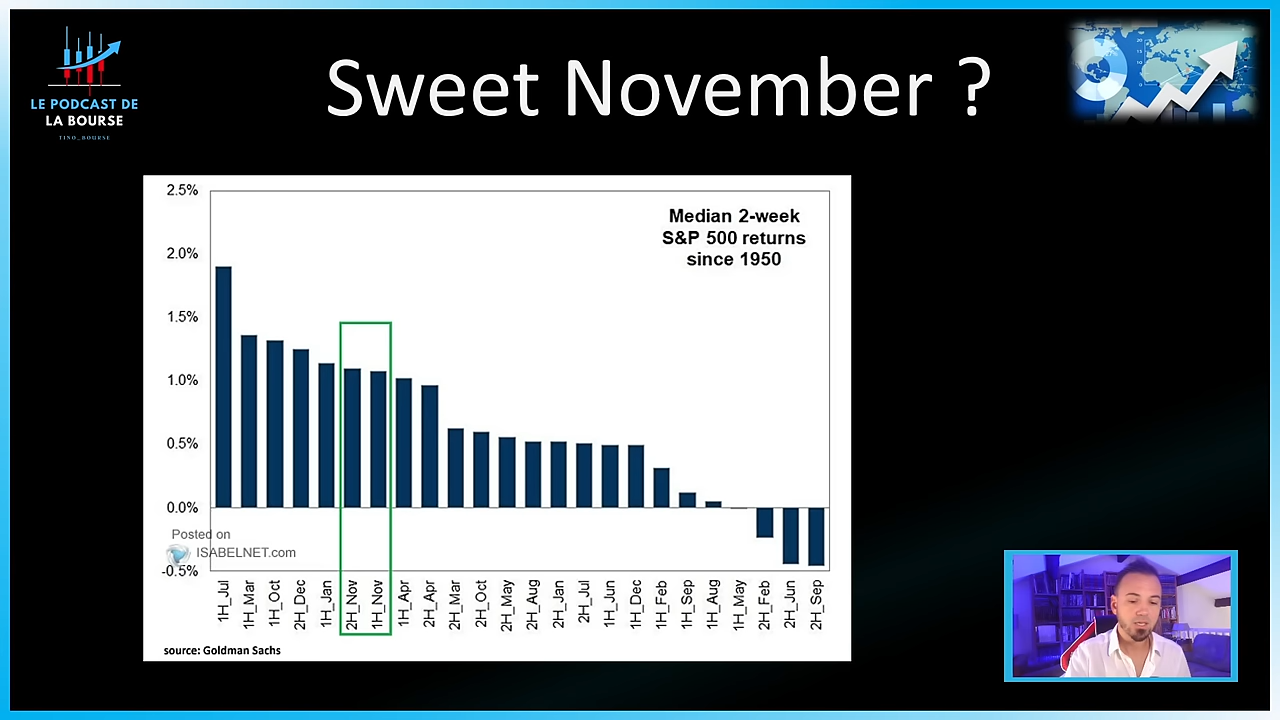 LE PODCAST DE
LA BOURSE
TINO_BOURSE
Sweet November ?
2.5%
2.0%
1.5%
1.0%
0.5%
0.0%
-0.5%
Median 2-week
S&P 500 returns
since 1950
Posted on
ISABELNET.com
1H_Jul
1H_Mar
1H_Oct
2H_Dec
1H_Jan
2H_Nov
1H_Nov
1H_Apr
2H_Apr
2H_Mar
2H_Oct
2H_May
2H_Aug
2H_Jan
2H_Jul
1H_Jun
1H_Dec
1H_Feb
1H_Sep
1H_Aug
1H_May
2H_Feb
2H_Jun
2H_Sep
source: Goldman Sachs